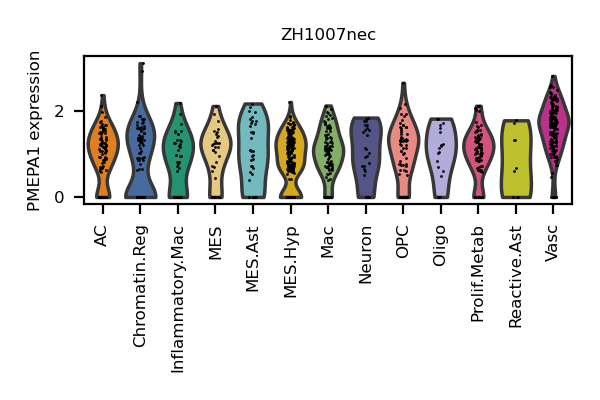 ZH1007nec
PMEPA1 expression
2
0
AC
Chromatin.Reg
Inflammatory.Mac
MES
MES.Ast
MES.Hyp
Mac
Neuron
OPC
Oligo
Prolif.Metab
Reactive.Ast
Vasc